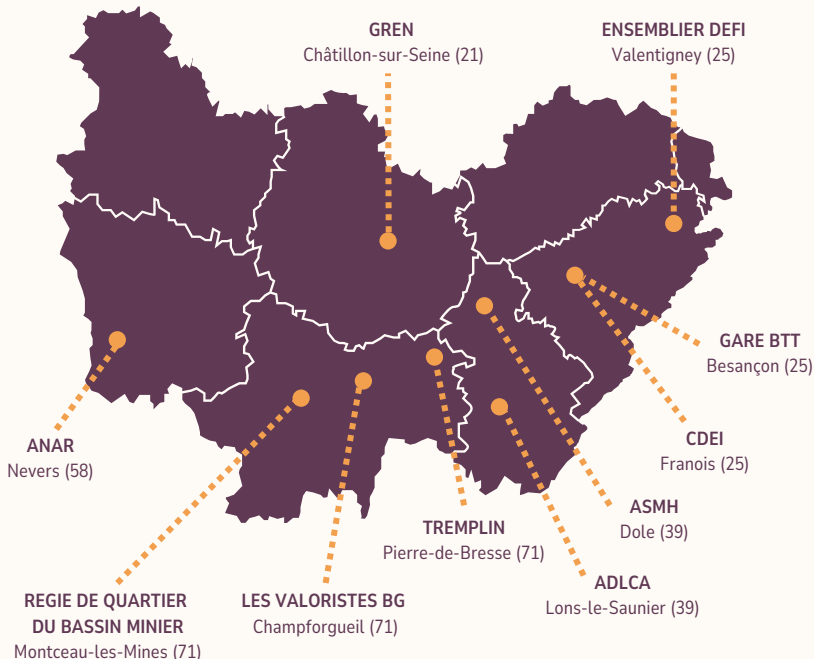 GREN
Châtillon-sur-Seine (21)
ENSEMBLIER DEFI
Valentigney (25)
GARE BTT
Besançon (25)
CDEI
Franois (25)
ANAR
Nevers (58)
ASMH
Dole (39)
TREMPLIN
Pierre-de-Bresse (71)
ADLCA
Lons-le-Saunier (39)
REGIE DE QUARTIER
DU BASSIN MINIER
Montceau-les-Mines (71)
LES VALORISTES BG
Champforgueil (71)